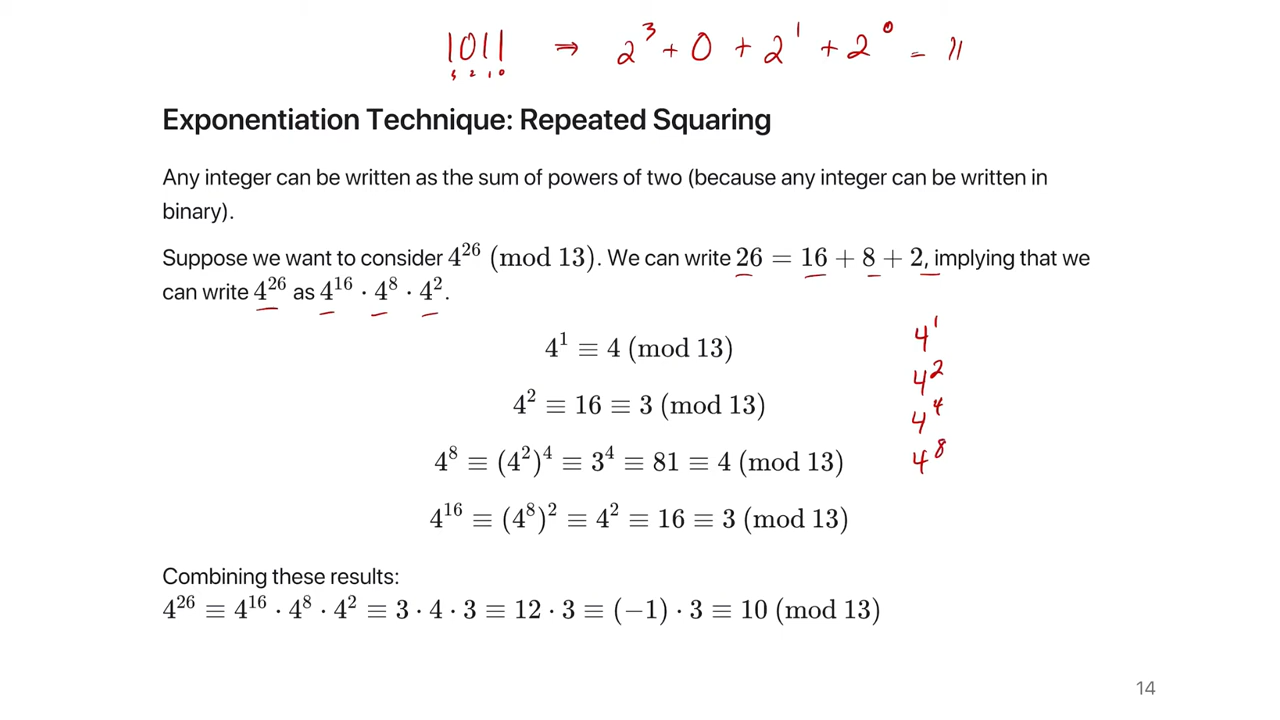 1011 ⇒ 2³ + 0 + 2¹ + 2⁰ = 11
3 2 1 0
Exponentiation Technique: Repeated Squaring
Any integer can be written as the sum of powers of two (because any integer can be written in
binary).
Suppose we want to consider 4²⁶ (mod 13). We can write 26 = 16 + 8 + 2, implying that we
can write 4²⁶ as 4¹⁶ · 4⁸ · 4².
4¹ ≡ 4 (mod 13)
4² ≡ 16 ≡ 3 (mod 13)
4⁸ ≡ (4²)⁴ ≡ 3⁴ ≡ 81 ≡ 4 (mod 13)
4¹⁶ ≡ (4⁸)² ≡ 4² ≡ 16 ≡ 3 (mod 13)
4¹
4²
4⁴
4⁸
Combining these results:
4²⁶ ≡ 4¹⁶ · 4⁸ · 4² ≡ 3 · 4 · 3 ≡ 12 · 3 ≡ (−1) · 3 ≡ 10 (mod 13)
14